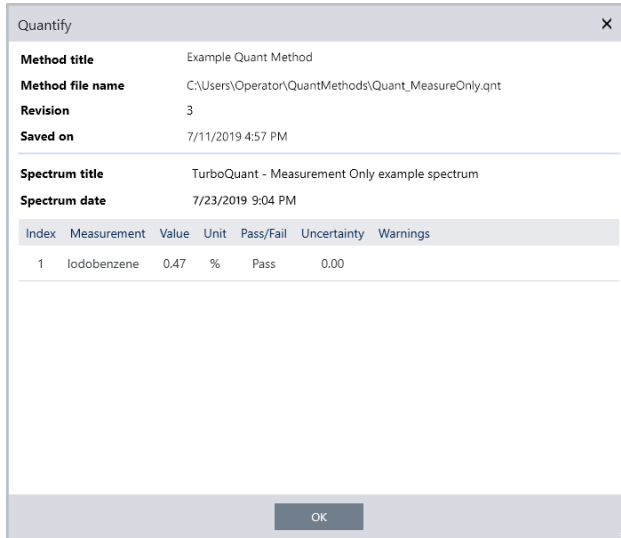 Quantify
Method title Example Quant Method
Method file name C:\Users\Operator\QuantMethods\Quant_MeasureOnly.qnt
Revision 3
Saved on 7/11/2019 4:57 PM
Spectrum title TurboQuant - Measurement Only example spectrum
Spectrum date 7/23/2019 9:04 PM
Index Measurement Value Unit Pass/Fail Uncertainty Warnings
1 Iodobenzene 0.47 % Pass 0.00
OK